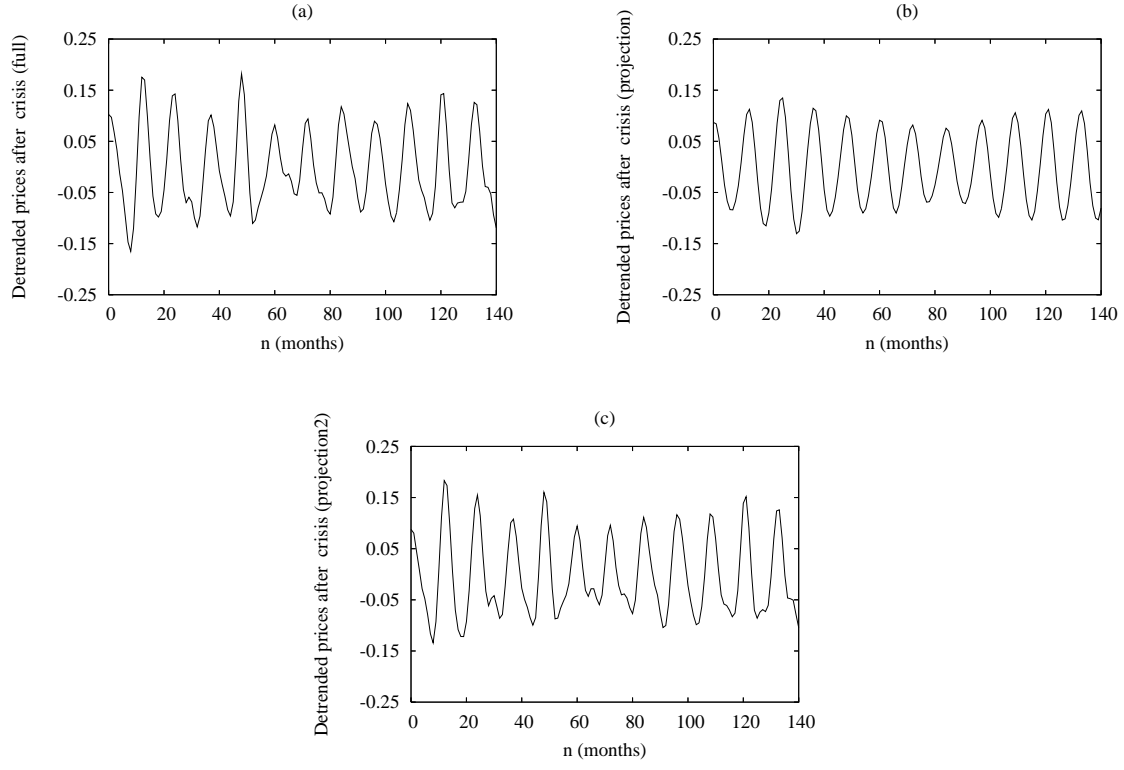 (a)
Detrended prices after  crisis (full)
0.25
0.15
0.05
-0.05
-0.15
-0.25
0 20 40 60 80 100 120 140
n (months)
(b)
Detrended prices after  crisis (projection)
0.25
0.15
0.05
-0.05
-0.15
-0.25
0 20 40 60 80 100 120 140
n (months)
(c)
Detrended prices after  crisis (projection2)
0.25
0.15
0.05
-0.05
-0.15
-0.25
0 20 40 60 80 100 120 140
n (months)